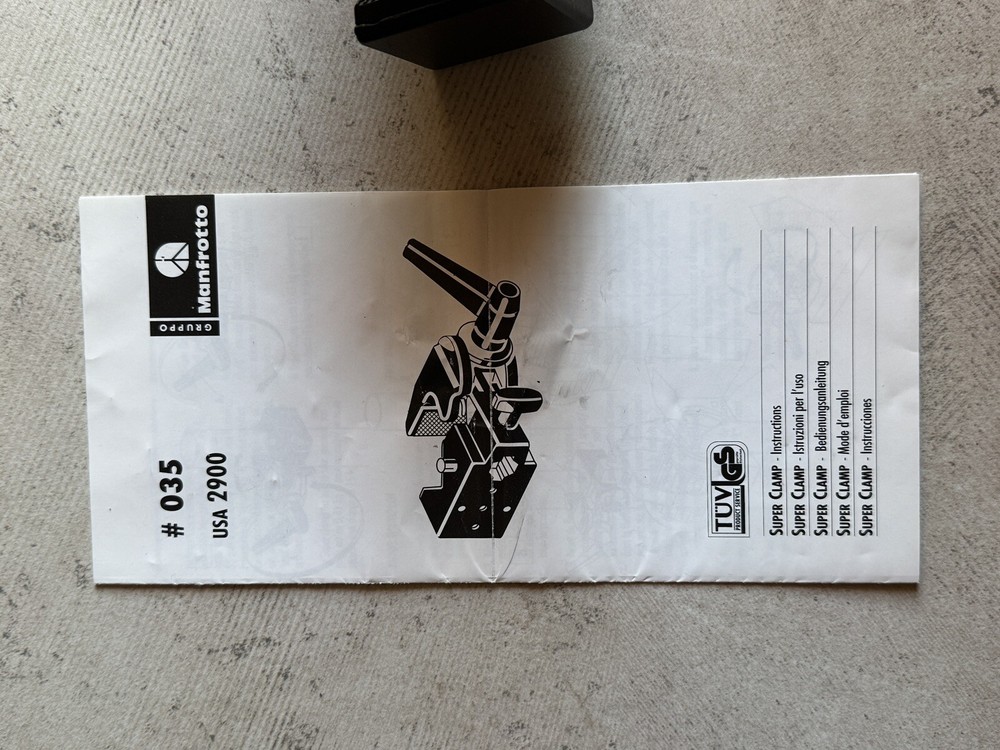 # 035
USA 2900
GRUPPO
Manfrotto
TÜV
PRODUCT SERVICE
GS
SUPER CLAMP - Instructions
SUPER CLAMP - Istruzioni per l'uso
SUPER CLAMP - Bedienungsanleitung
SUPER CLAMP - Mode d'emploi
SUPER CLAMP - Instrucciones